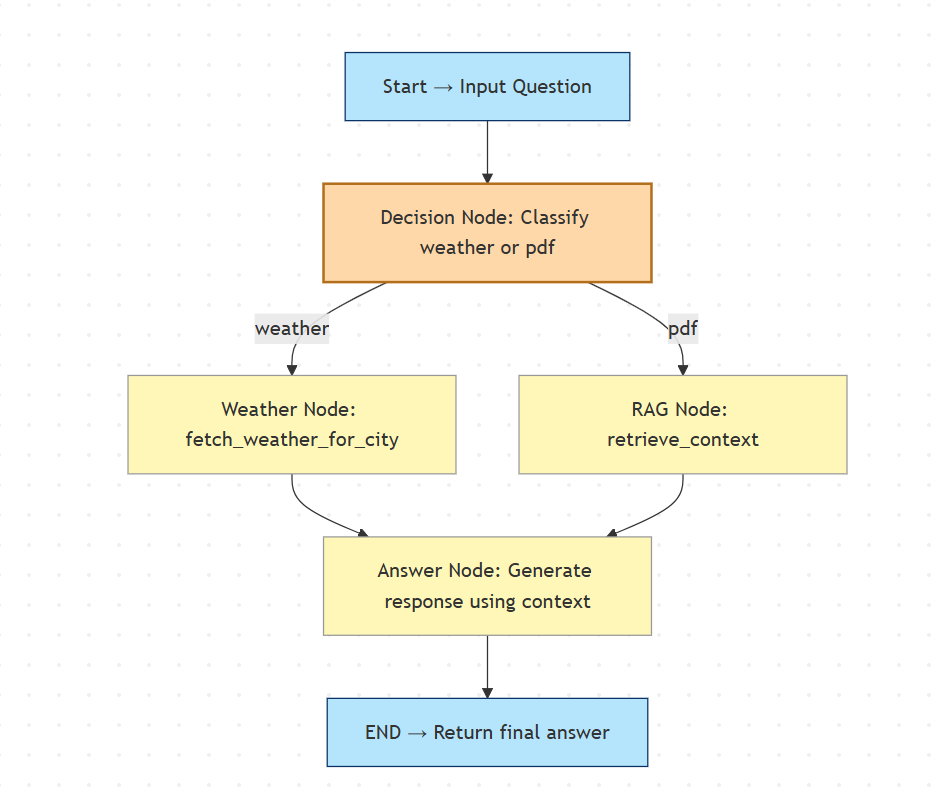 Start → Input Question
Decision Node: Classify
weather or pdf
weather
pdf
Weather Node:
fetch_weather_for_city
RAG Node:
retrieve_context
Answer Node: Generate
response using context
END → Return final answer